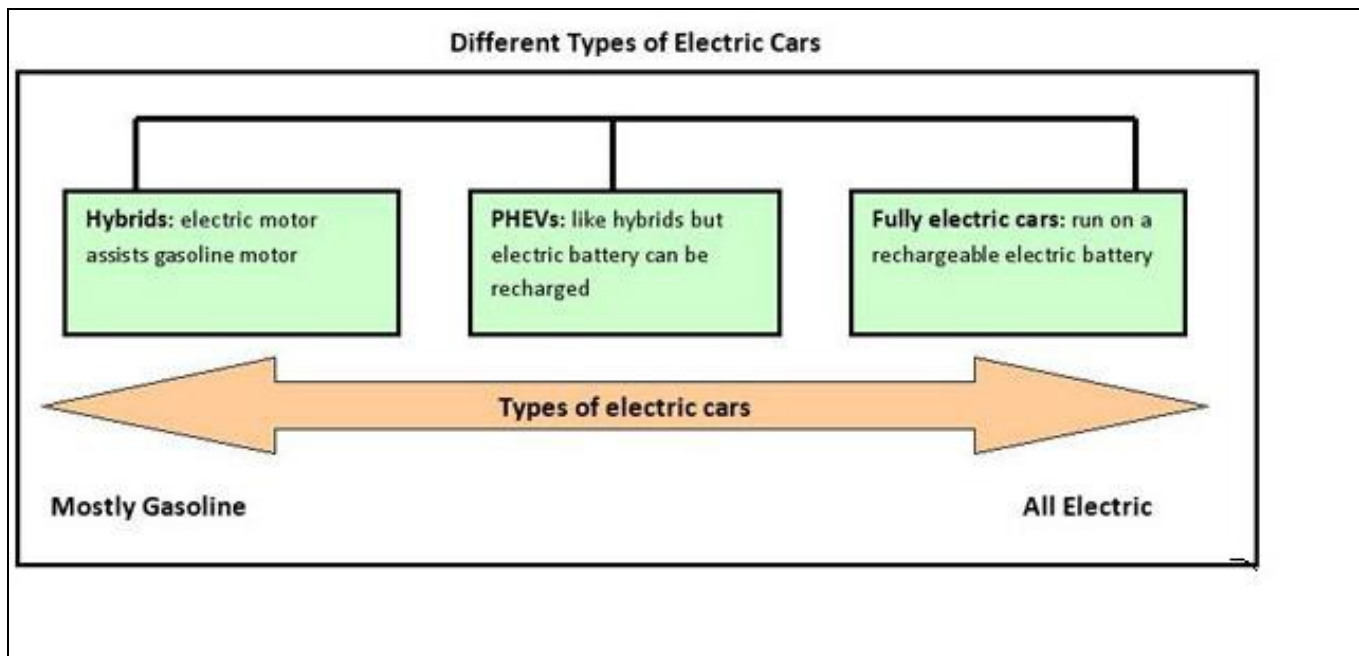 Different Types of Electric Cars
Hybrids: electric motor
assists gasoline motor
PHEVs: like hybrids but
electric battery can be
recharged
Fully electric cars: run on a
rechargeable electric battery
Types of electric cars
Mostly Gasoline
All Electric